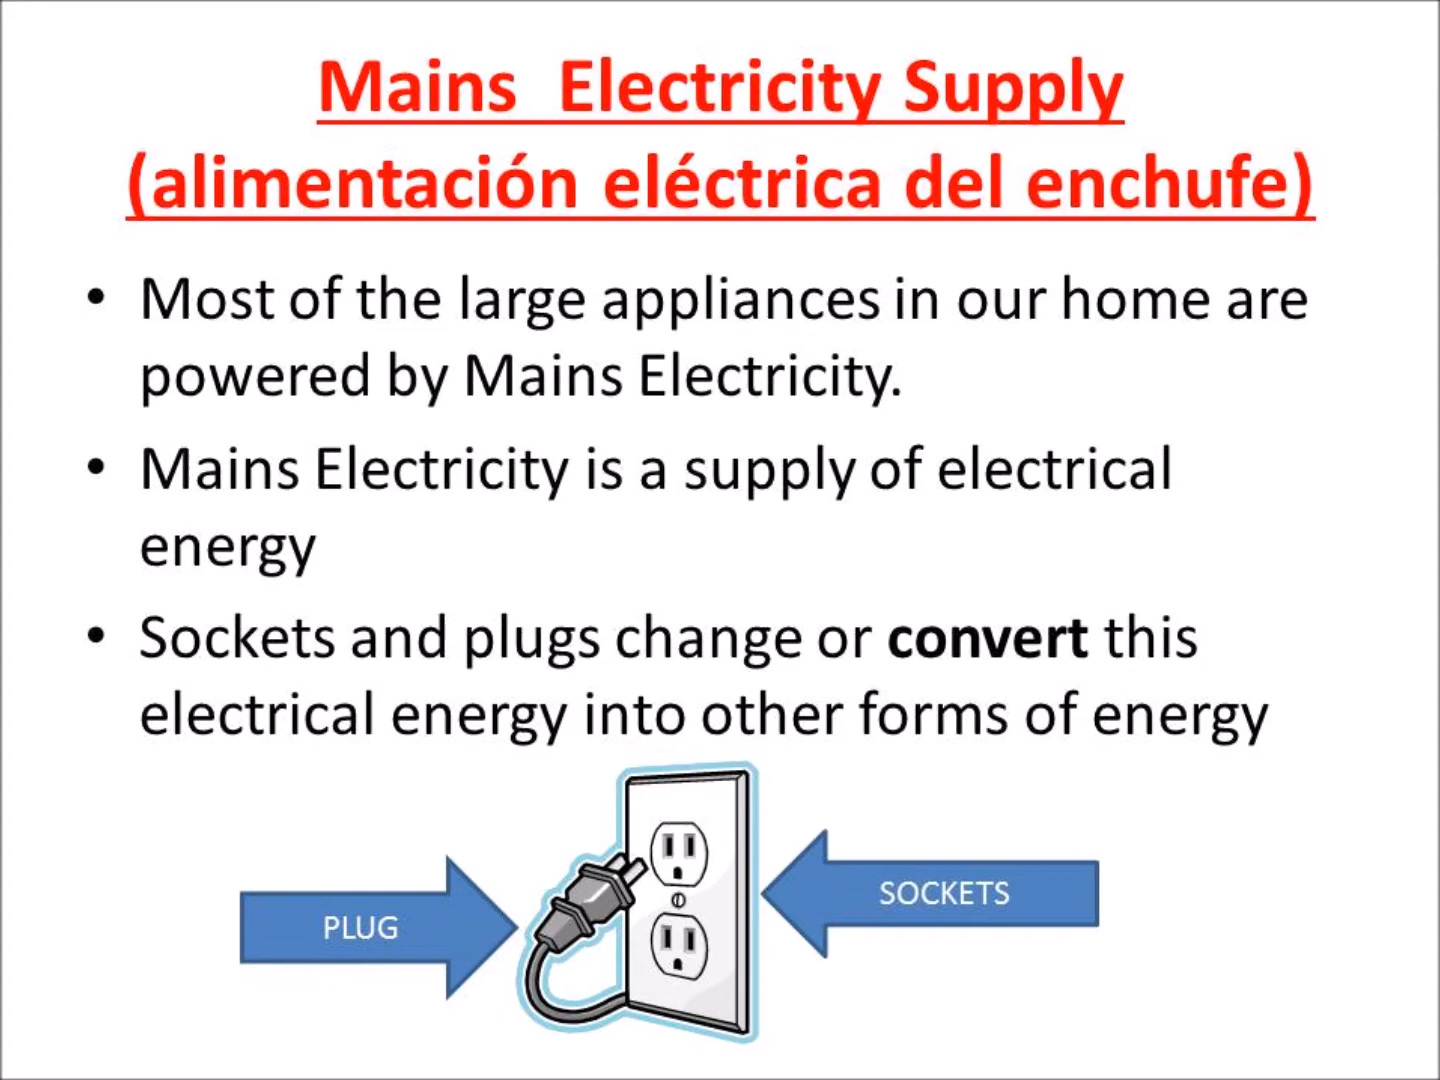 Mains Electricity Supply
(alimentación eléctrica del enchufe)
• Most of the large appliances in our home are
powered by Mains Electricity.
• Mains Electricity is a supply of electrical
energy
• Sockets and plugs change or convert this
electrical energy into other forms of energy
PLUG
SOCKETS